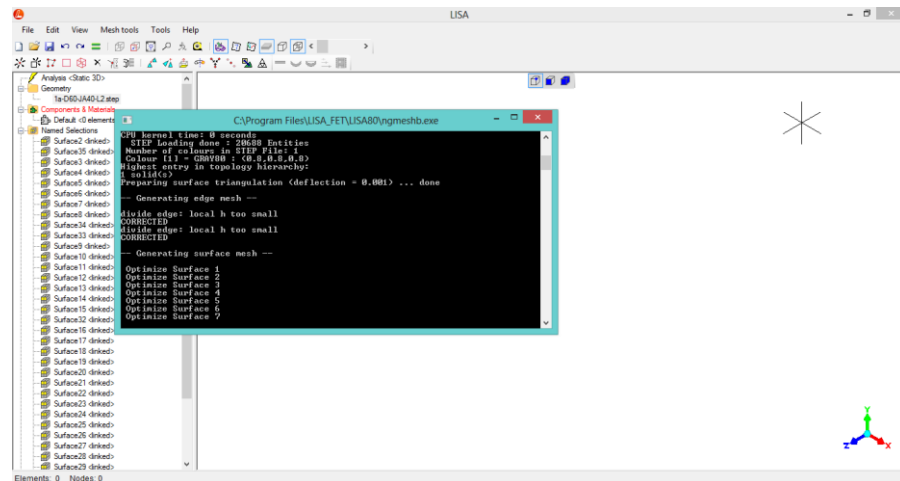 LISA
File Edit View Mesh tools Tools Help
Analysis <Static 3D>
Geometry
1a-D60-JA40-L2.step
Components & Materials
Default <0 elements
Named Selections
Surface2 <linked>
Surface35 <linked>
Surface3 <linked>
Surface4 <linked>
Surface5 <linked>
Surface6 <linked>
Surface7 <linked>
Surface8 <linked>
Surface34 <linked>
Surface33 <linked>
Surface9 <linked>
Surface10 <linked>
Surface11 <linked>
Surface12 <linked>
Surface13 <linked>
Surface14 <linked>
Surface15 <linked>
Surface32 <linked>
Surface16 <linked>
Surface17 <linked>
Surface18 <linked>
Surface19 <linked>
Surface20 <linked>
Surface21 <linked>
Surface22 <linked>
Surface23 <linked>
Surface24 <linked>
Surface25 <linked>
Surface26 <linked>
Surface27 <linked>
Surface28 <linked>
Surface29 <linked>
C:\Program Files\LISA_FET\LISA80\ngmeshb.exe
CPU kernel time: 0 seconds
STEP Loading done : 20688 Entities
Number of colours in STEP File: 1
Colour [1] = GRAY80 : (0.8,0.8,0.8)
Highest entry in topology hierarchy:
1 solid(s)
Preparing surface triangulation (deflection = 0.001) ... done
-- Generating edge mesh --
divide edge: local h too small
CORRECTED
divide edge: local h too small
CORRECTED
-- Generating surface mesh --
Optimize Surface 1
Optimize Surface 2
Optimize Surface 3
Optimize Surface 4
Optimize Surface 5
Optimize Surface 6
Optimize Surface 7
Y
Z
X
Elements: 0 Nodes: 0